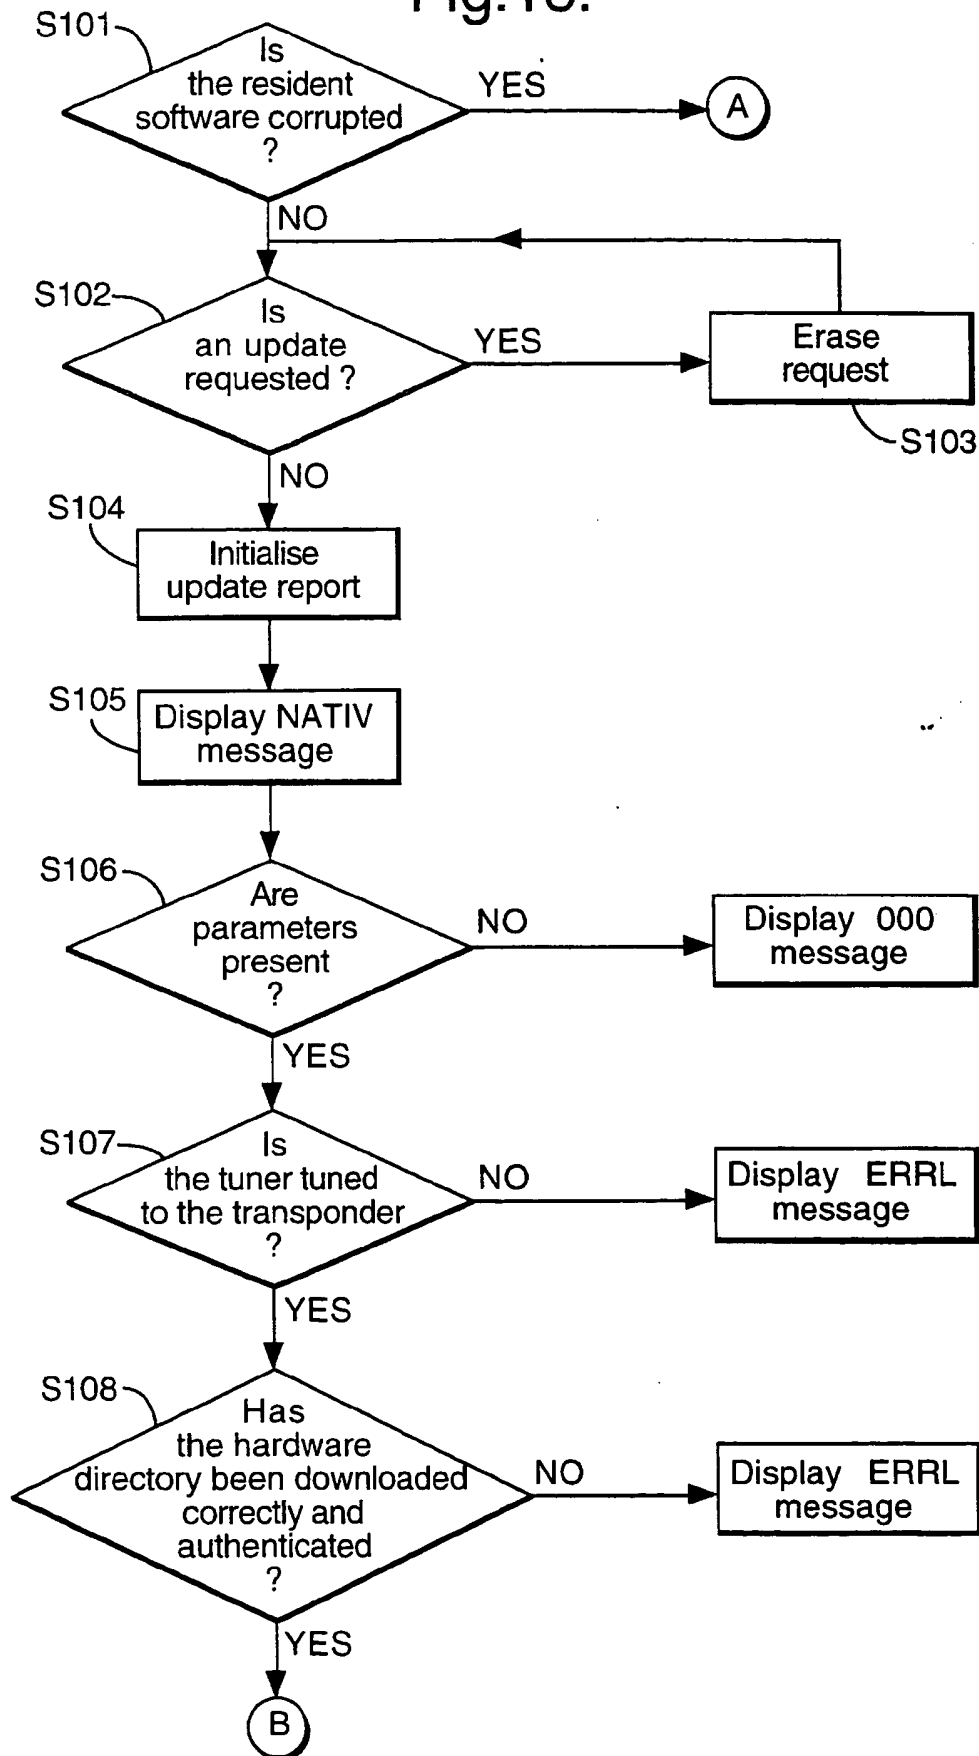 S101
Is
the resident
software corrupted
?
YES
A
NO
S102
Is
an update
requested ?
YES
Erase
request
S103
NO
S104
Initialise
update report
S105
Display NATIV
message
S106
Are
parameters
present
?
NO
Display 000
message
YES
S107
Is
the tuner tuned
to the transponder
?
NO
Display ERRL
message
YES
S108
Has
the hardware
directory been downloaded
correctly and
authenticated
?
NO
Display ERRL
message
YES
B